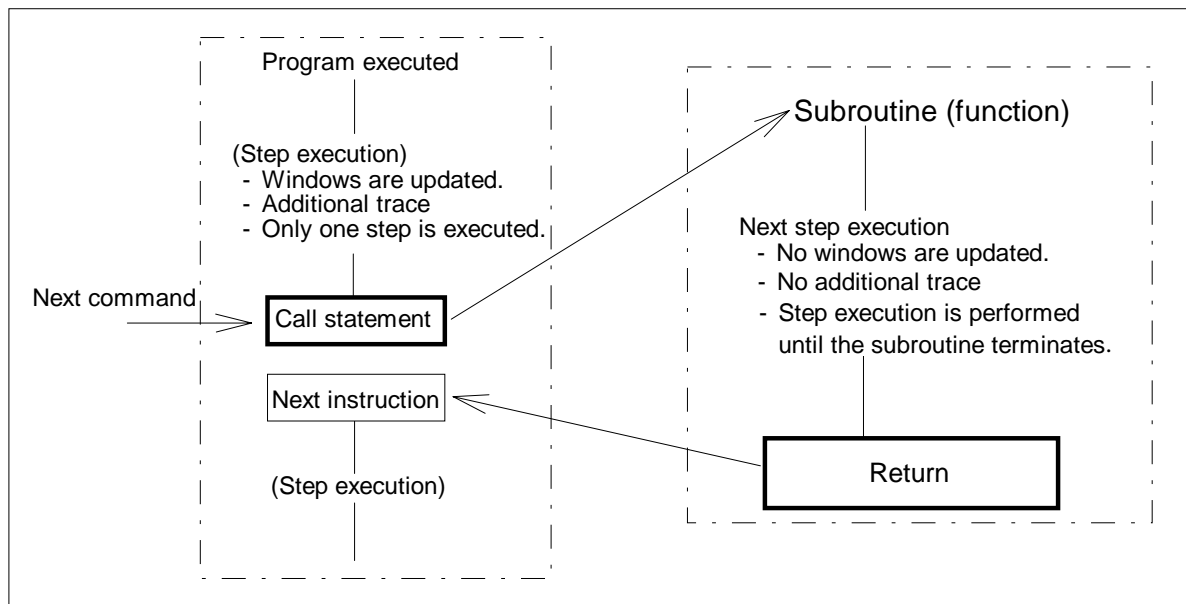 Program executed
(Step execution)
- Windows are updated.
- Additional trace
- Only one step is executed.
Next command
Call statement
Next instruction
(Step execution)
Subroutine (function)
Next step execution
- No windows are updated.
- No additional trace
- Step execution is performed
until the subroutine terminates.
Return